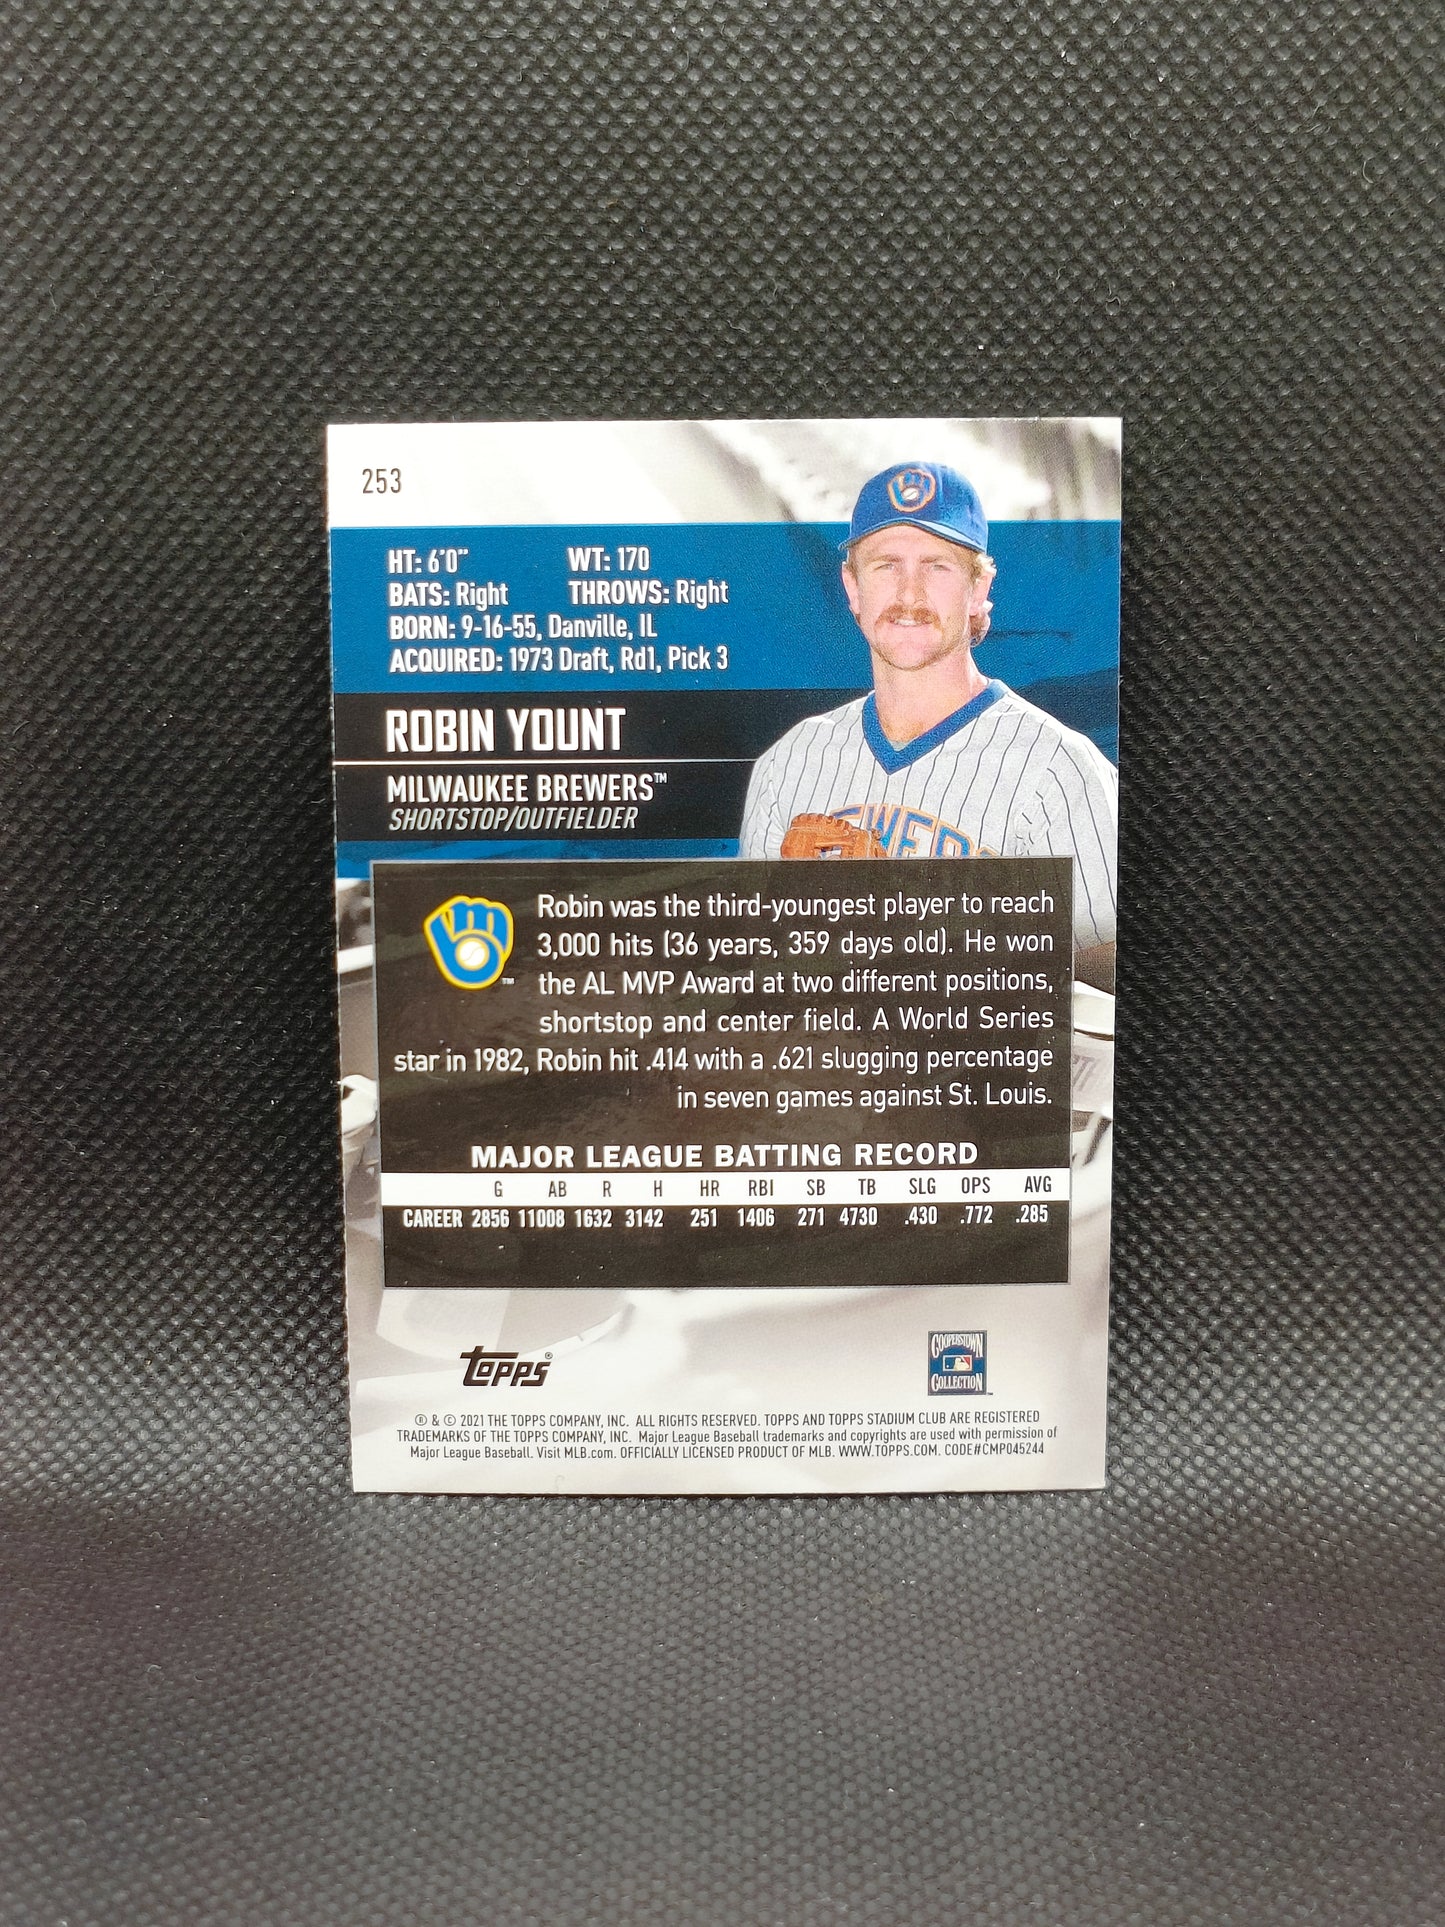 253
HT: 6'0" WT: 170
BATS: Right THROWS: Right
BORN: 9-16-55, Danville, IL
ACQUIRED: 1973 Draft, Rd1, Pick 3
ROBIN YOUNT
MILWAUKEE BREWERS™
SHORTSTOP/OUTFIELDER
Robin was the third-youngest player to reach
3,000 hits (36 years, 359 days old). He won
the AL MVP Award at two different positions,
shortstop and center field. A World Series
star in 1982, Robin hit .414 with a .621 slugging percentage
in seven games against St. Louis.
MAJOR LEAGUE BATTING RECORD
G AB R H HR RBI SB TB SLG OPS AVG
CAREER 2856 11008 1632 3142 251 1406 271 4730 .430 .772 .285
TOPPS®
COOPERSTOWN
COLLECTION™
® & © 2021 THE TOPPS COMPANY, INC. ALL RIGHTS RESERVED. TOPPS AND TOPPS STADIUM CLUB ARE REGISTERED
TRADEMARKS OF THE TOPPS COMPANY, INC. Major League Baseball trademarks and copyrights are used with permission of
Major League Baseball. Visit MLB.com. OFFICIALLY LICENSED PRODUCT OF MLB. WWW.TOPPS.COM. CODE#CMP045244